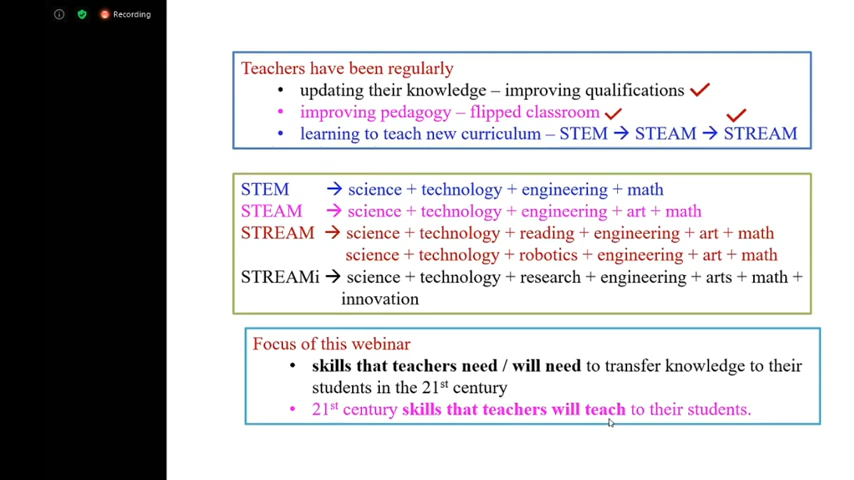 Recording
Teachers have been regularly
• updating their knowledge – improving qualifications ✓
• improving pedagogy – flipped classroom ✓
• learning to teach new curriculum – STEM → STEAM → STREAM ✓
STEM → science + technology + engineering + math
STEAM → science + technology + engineering + art + math
STREAM → science + technology + reading + engineering + art + math
science + technology + robotics + engineering + art + math
STREAMi → science + technology + research + engineering + arts + math +
innovation
Focus of this webinar
• skills that teachers need / will need to transfer knowledge to their
students in the 21st century
• 21st century skills that teachers will teach to their students.